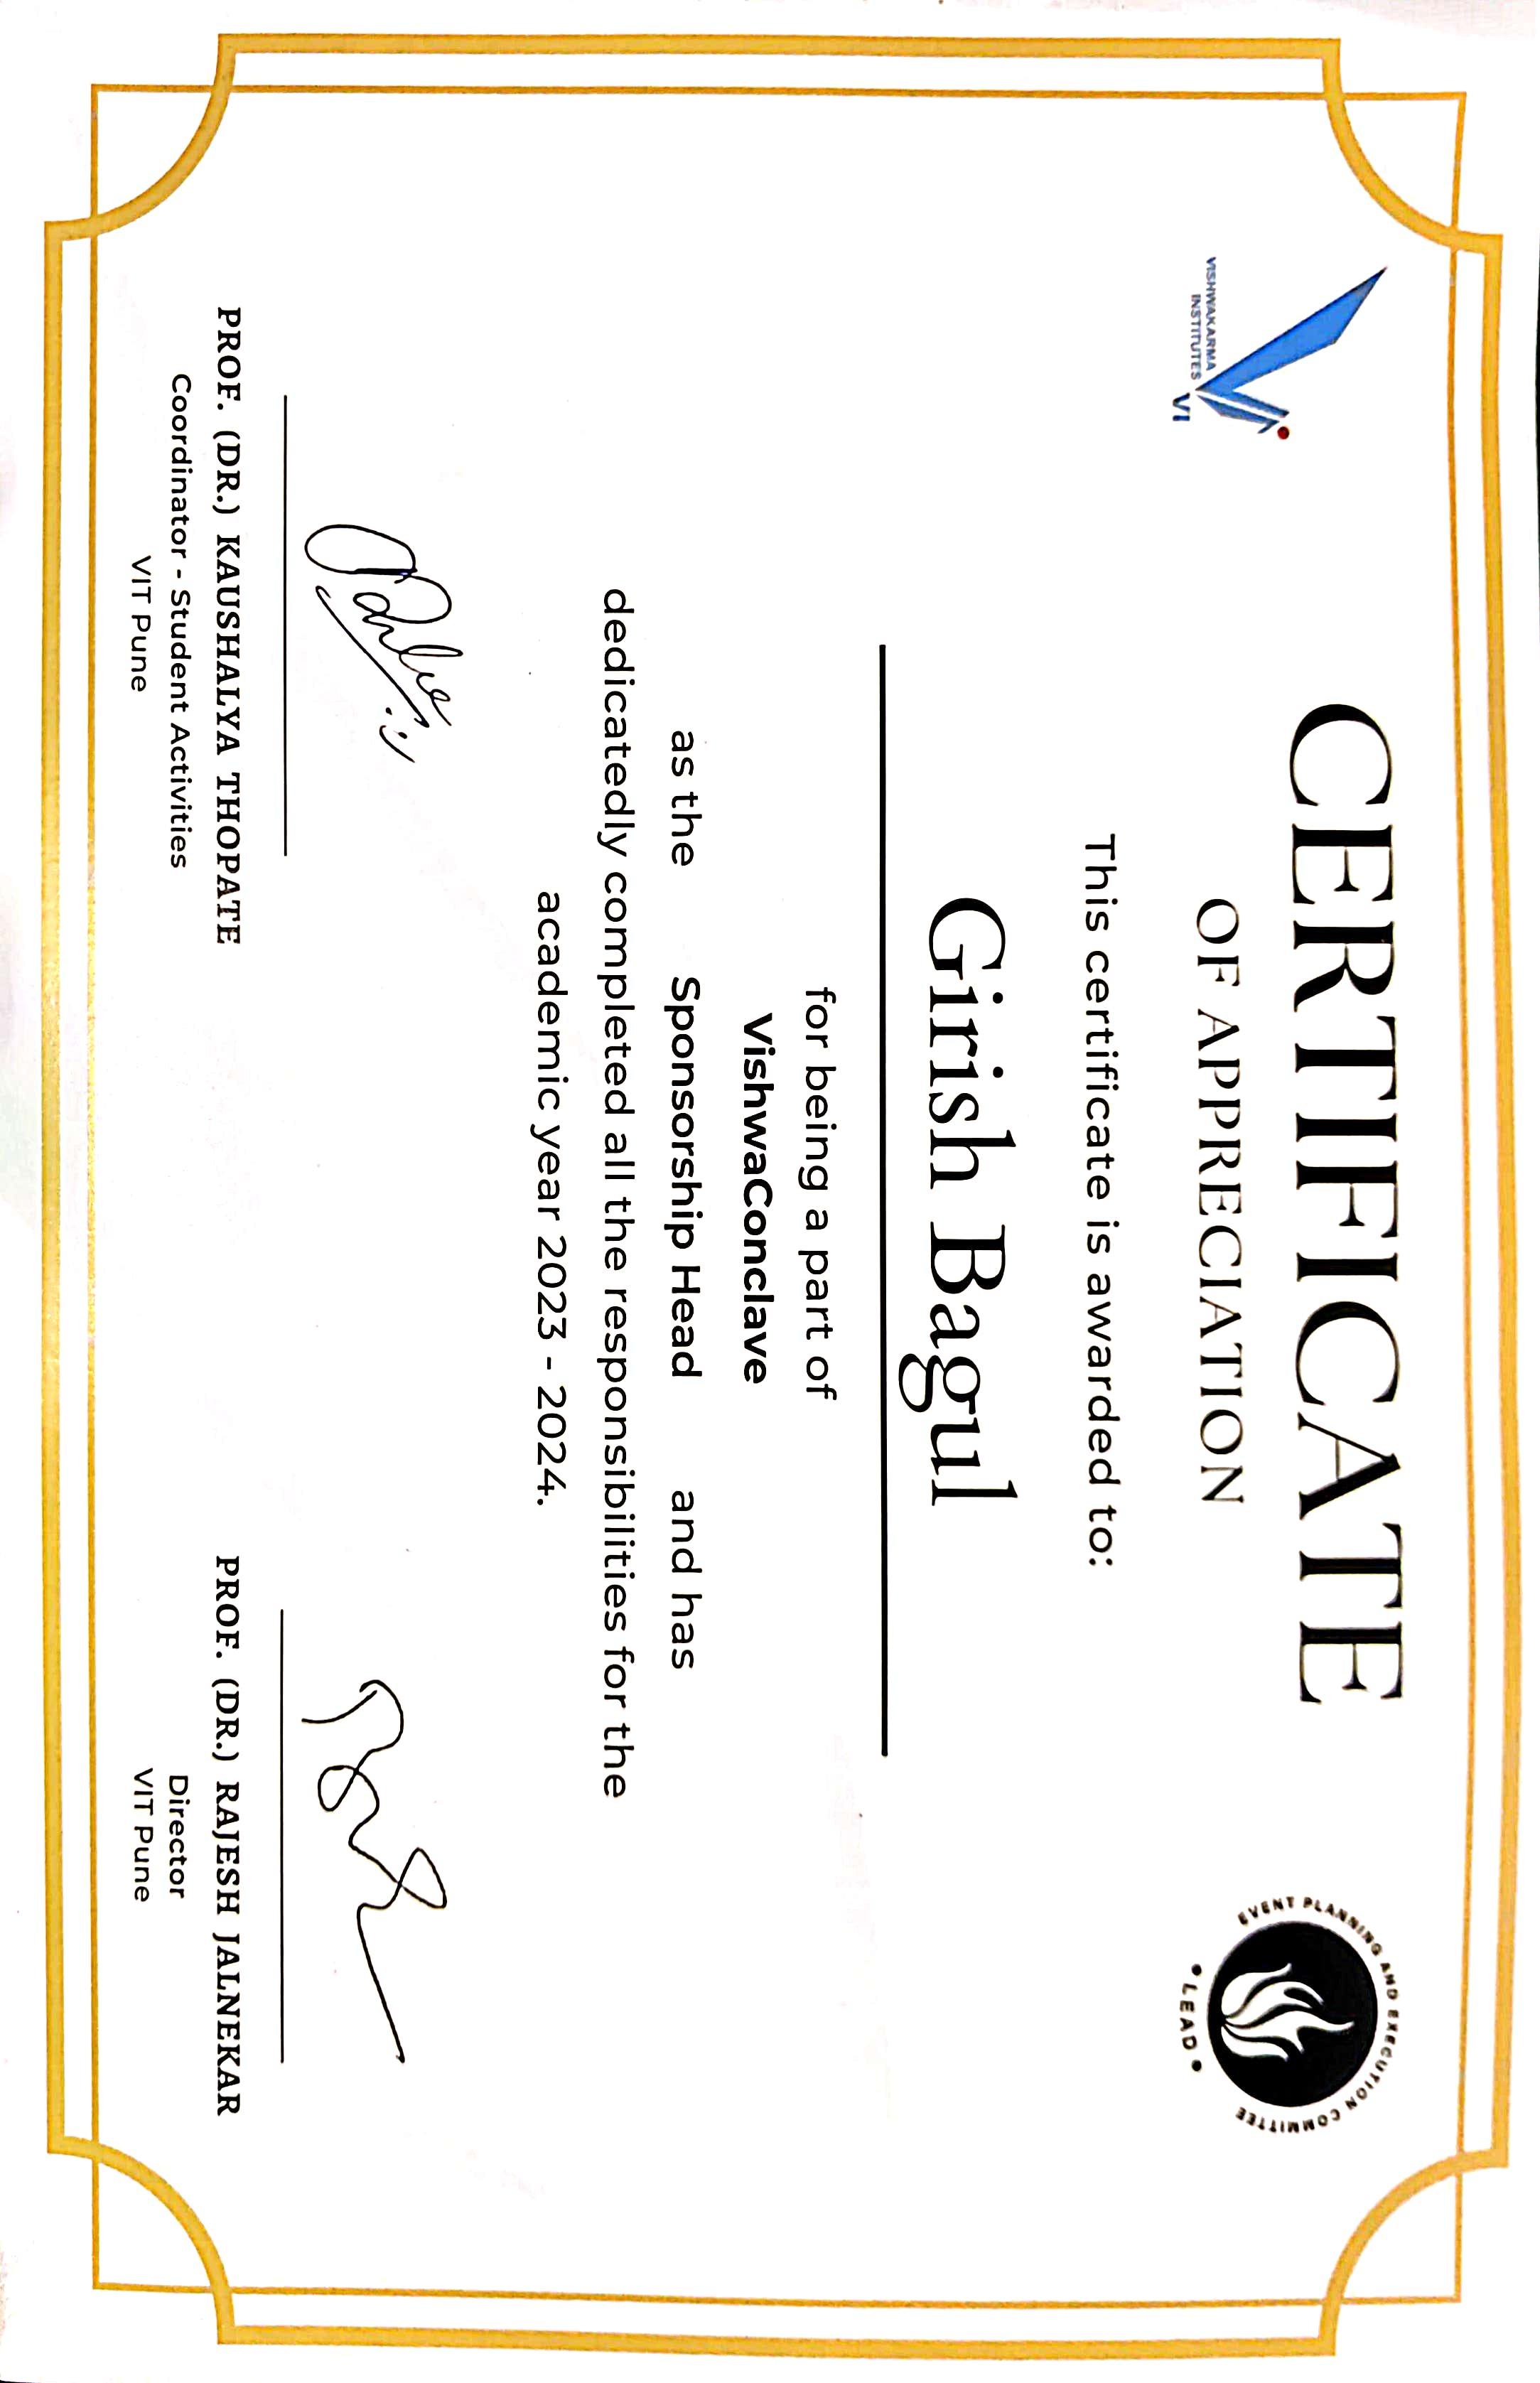 VISHWAKARMA
INSTITUTES
VI
EVENT PLANNING AND EXECUTION COMMITTEE
• LEAD •
CERTIFICATE
OF APPRECIATION
This certificate is awarded to:
Girish Bagul
for being a part of
VishwaConclave
as the Sponsorship Head and has
dedicatedly completed all the responsibilities for the
academic year 2023 - 2024.
PROF. (DR.) KAUSHALYA THOPATE
Coordinator - Student Activities
VIT Pune
PROF. (DR.) RAJESH JALNEKAR
Director
VIT Pune